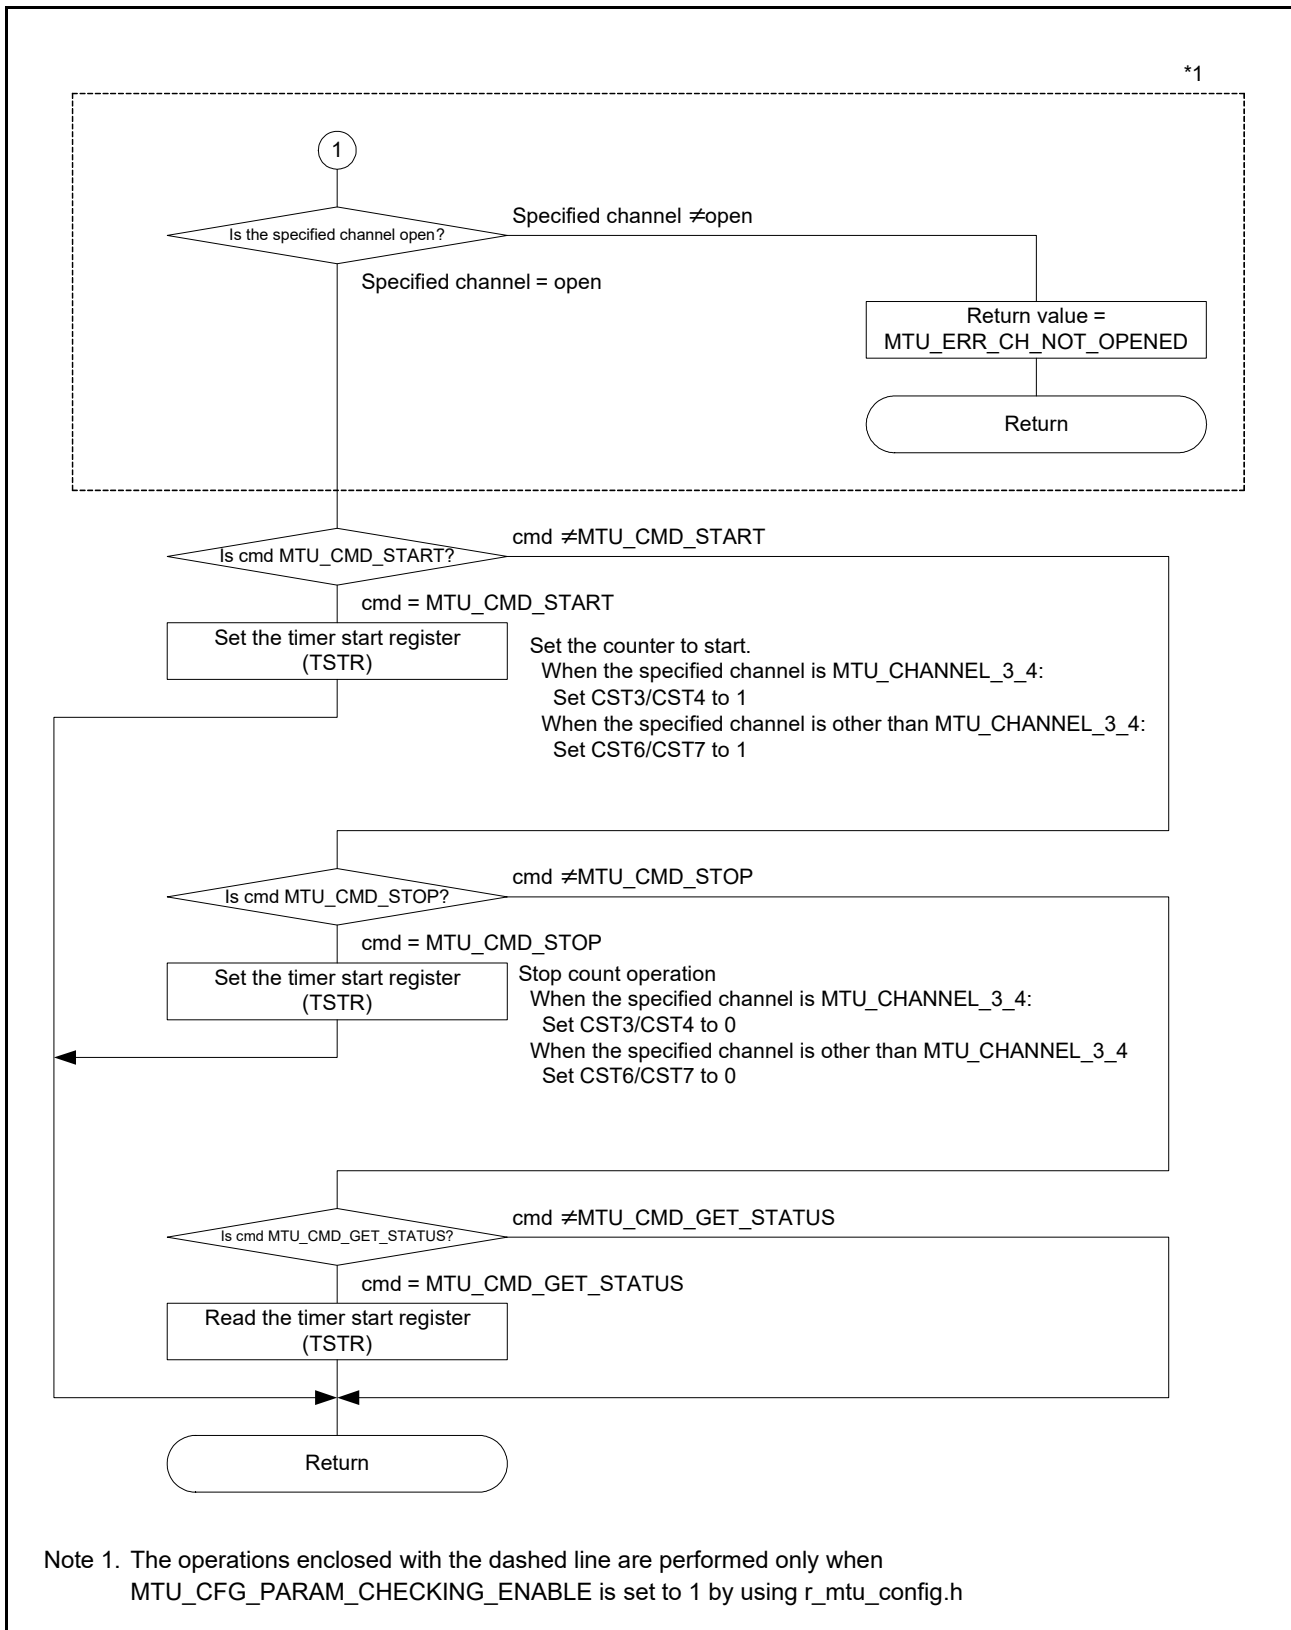 *1
1
Is the specified channel open?
Specified channel ≠open
Specified channel = open
Return value =
MTU_ERR_CH_NOT_OPENED
Return
Is cmd MTU_CMD_START?
cmd ≠MTU_CMD_START
cmd = MTU_CMD_START
Set the timer start register
(TSTR)
Set the counter to start.
When the specified channel is MTU_CHANNEL_3_4:
Set CST3/CST4 to 1
When the specified channel is other than MTU_CHANNEL_3_4:
Set CST6/CST7 to 1
Is cmd MTU_CMD_STOP?
cmd ≠MTU_CMD_STOP
cmd = MTU_CMD_STOP
Set the timer start register
(TSTR)
Stop count operation
When the specified channel is MTU_CHANNEL_3_4:
Set CST3/CST4 to 0
When the specified channel is other than MTU_CHANNEL_3_4
Set CST6/CST7 to 0
Is cmd MTU_CMD_GET_STATUS?
cmd ≠MTU_CMD_GET_STATUS
cmd = MTU_CMD_GET_STATUS
Read the timer start register
(TSTR)
Return
Note 1. The operations enclosed with the dashed line are performed only when
MTU_CFG_PARAM_CHECKING_ENABLE is set to 1 by using r_mtu_config.h